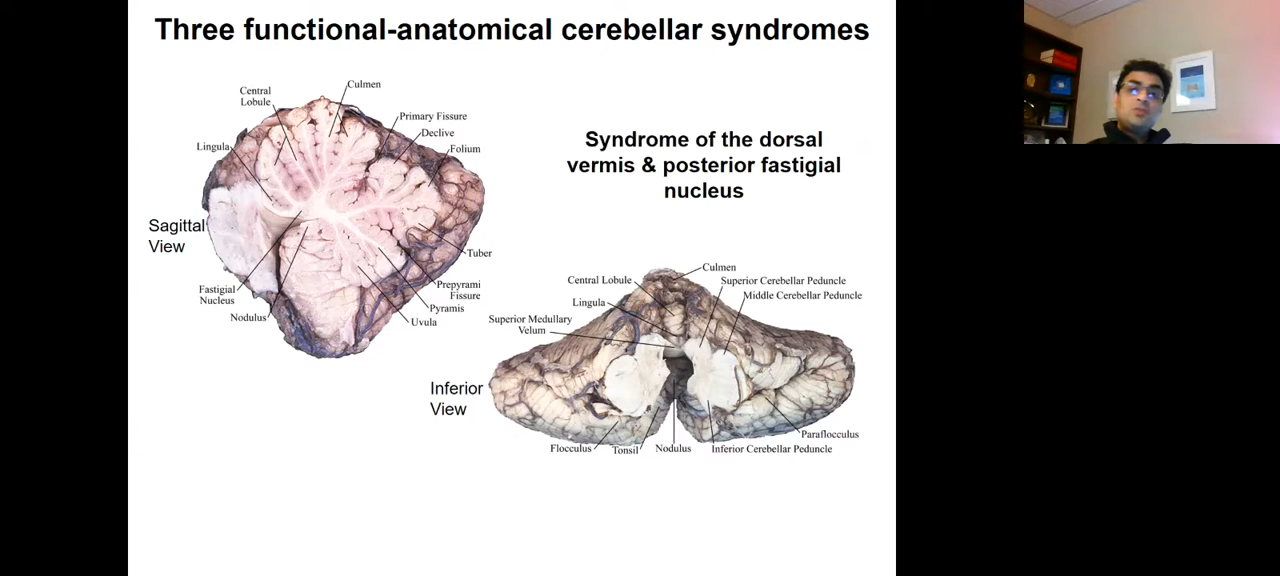 Three functional-anatomical cerebellar syndromes
Culmen
Central
Lobule
Primary Fissure
Declive
Folium
Lingula
Sagittal
View
Tuber
Fastigial
Nucleus
Prepyrami
Fissure
Pyramis
Nodulus
Uvula
Syndrome of the dorsal
vermis & posterior fastigial
nucleus
Culmen
Central Lobule
Superior Cerebellar Peduncle
Middle Cerebellar Peduncle
Lingula
Superior Medullary
Velum
Inferior
View
Paraflocculus
Flocculus
Tonsil
Nodulus
Inferior Cerebellar Peduncle